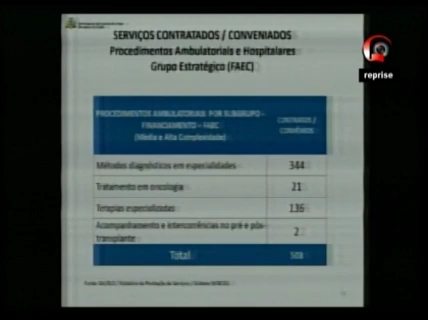 SERVIÇOS CONTRATADOS / CONVENIADOS
Procedimentos Ambulatoriais e Hospitalares
Grupo Estratégico (FAEC)
reprise
PROCEDIMENTOS AMBULATORIAIS POR SUBGRUPO -
FINANCIAMENTO - FAEC
(Média e Alta Complexidade)
CONTRATOS /
CONVÊNIOS
Métodos diagnósticos em especialidades 344
Tratamento em oncologia 21
Terapias especializadas 136
Acompanhamento e intercorrências no pré e pós-
transplante 2
Total